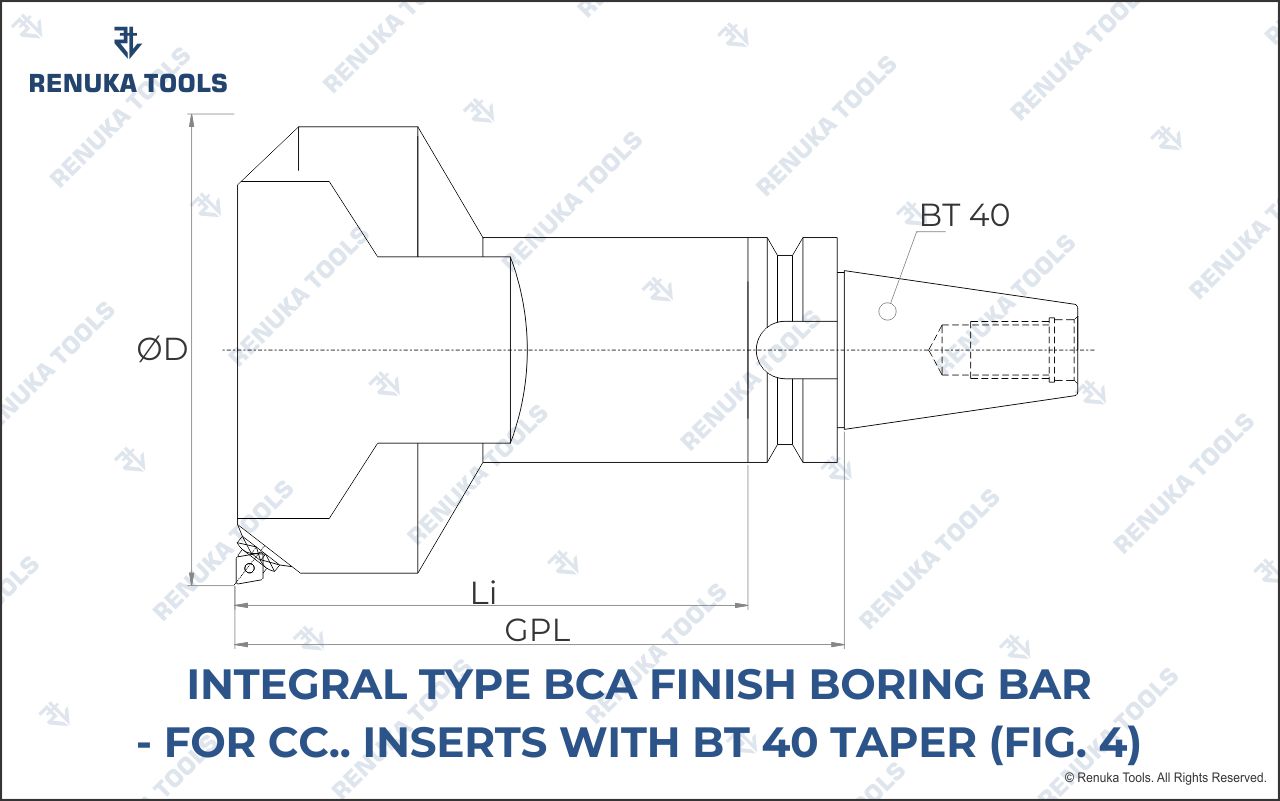 RENUKA TOOLS
BT 40
ØD
Li
GPL
INTEGRAL TYPE BCA FINISH BORING BAR
- FOR CC.. INSERTS WITH BT 40 TAPER (FIG. 4)
© Renuka Tools. All Rights Reserved.